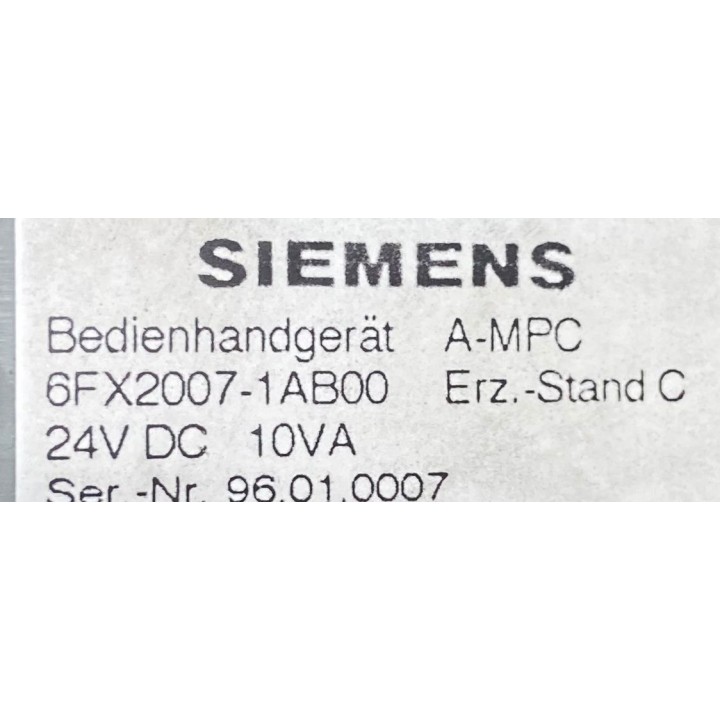 SIEMENS
Bedienhandgerät A-MPC
6FX2007-1AB00 Erz.-Stand C
24V DC 10VA
Ser.-Nr. 96.01.0007